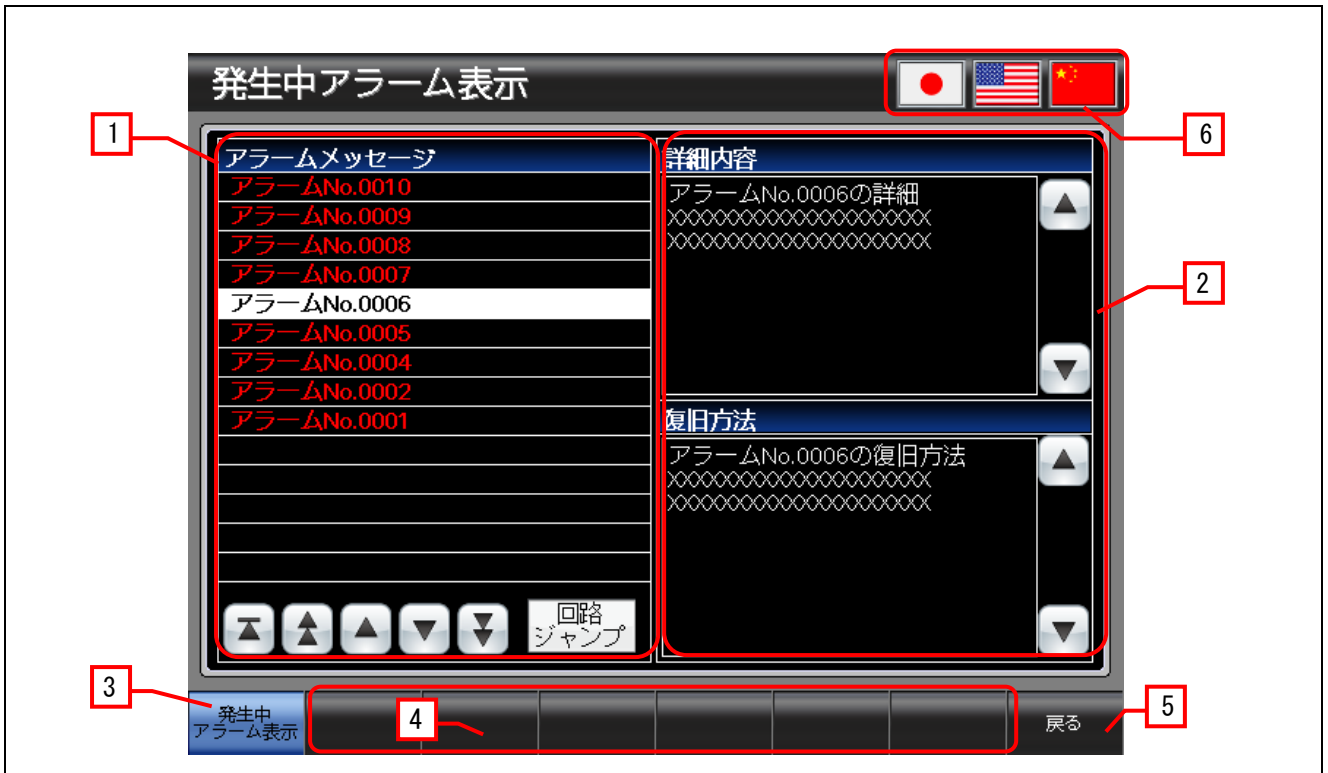 発生中アラーム表示
6
1
アラームメッセージ
アラームNo.0010
アラームNo.0009
アラームNo.0008
アラームNo.0007
アラームNo.0006
アラームNo.0005
アラームNo.0004
アラームNo.0002
アラームNo.0001
回路
ジャンプ
詳細内容
アラームNo.0006の詳細
XXXXXXXXXXXXXXXXXXXX
XXXXXXXXXXXXXXXXXXXX
2
復旧方法
アラームNo.0006の復旧方法
XXXXXXXXXXXXXXXXXXXX
XXXXXXXXXXXXXXXXXXXX
3
発生中
アラーム表示
4
戻る
5